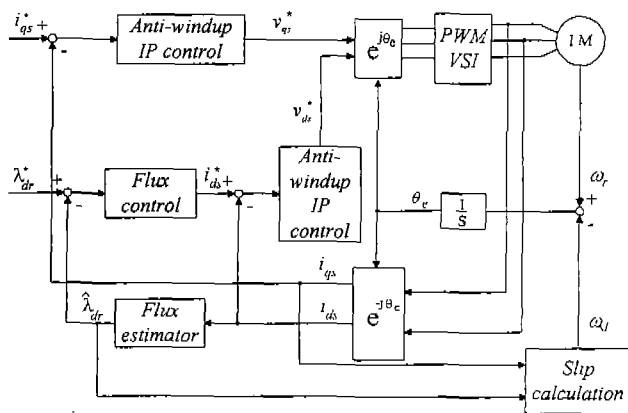 i*qs +
-
Anti-windup
IP control
v*qs
e^jθe
PWM
VSI
IM
v*ds
λ*dr
+
-
Flux
control
i*ds +
-
Anti-
windup
IP
control
θe
1
s
ωr
+
-
iqs
λ̂dr
Flux
estimator
ids
e^-jθe
Slip
calculation